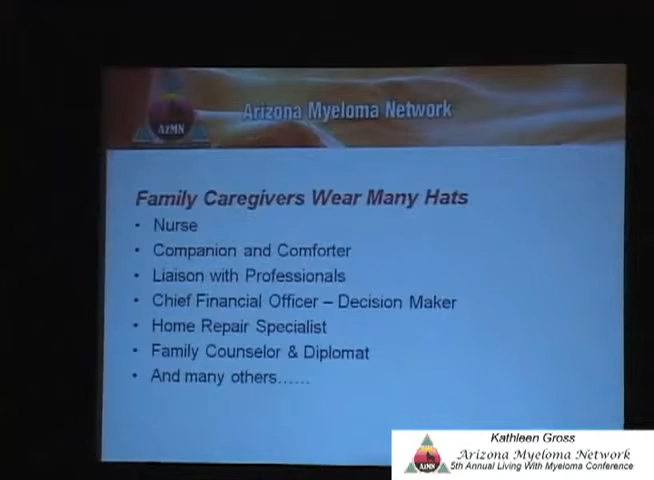 Arizona Myeloma Network
AzMN
Family Caregivers Wear Many Hats
• Nurse
• Companion and Comforter
• Liaison with Professionals
• Chief Financial Officer – Decision Maker
• Home Repair Specialist
• Family Counselor & Diplomat
• And many others……
Kathleen Gross
AzMN
Arizona Myeloma Network
5th Annual Living With Myeloma Conference